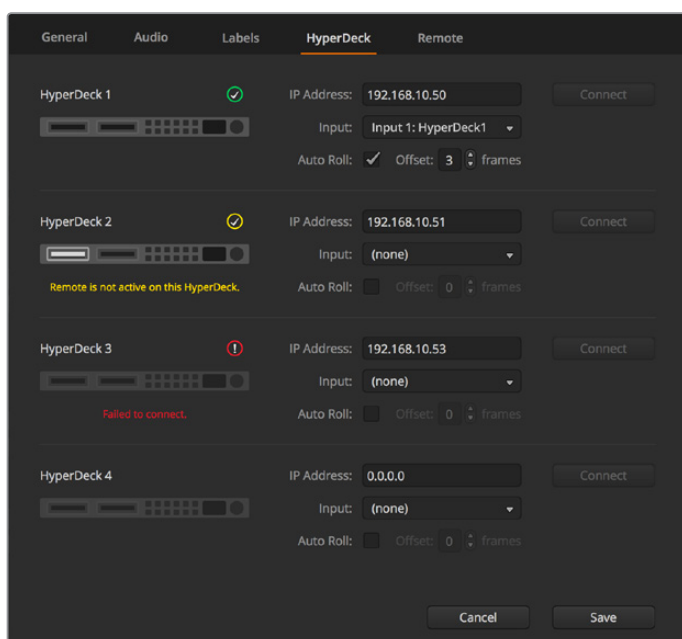 General Audio Labels HyperDeck Remote
HyperDeck 1 IP Address: 192.168.10.50 Connect
Input: Input 1: HyperDeck1
Auto Roll: Offset: 3 frames
HyperDeck 2 IP Address: 192.168.10.51 Connect
Input: (none)
Remote is not active on this HyperDeck. Auto Roll: Offset: 0 frames
HyperDeck 3 IP Address: 192.168.10.53 Connect
Input: (none)
Failed to connect. Auto Roll: Offset: 0 frames
HyperDeck 4 IP Address: 0.0.0.0 Connect
Input: (none)
Auto Roll: Offset: 0 frames
Cancel Save